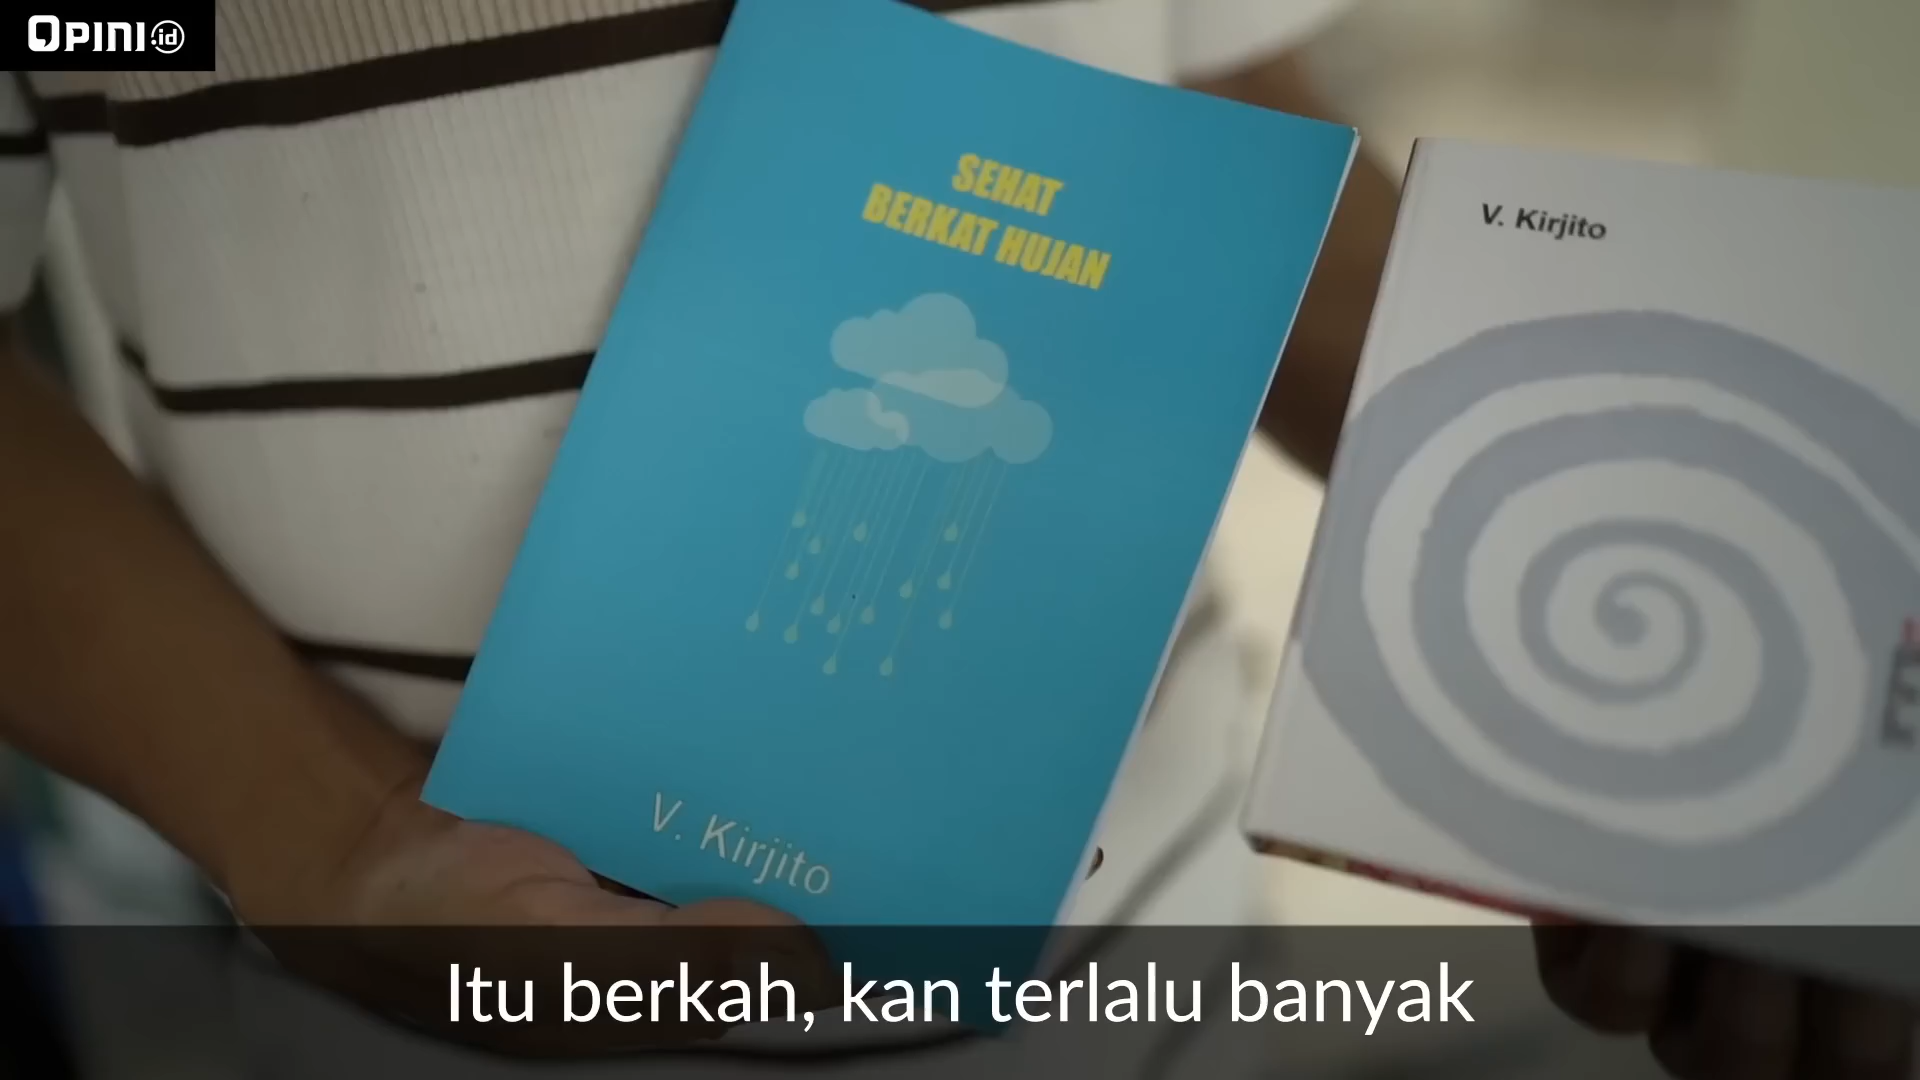 OPINI.id
SEHAT
BERKAT HUJAN
V. Kirjito
V. Kirjito
Itu berkah, kan terlalu banyak